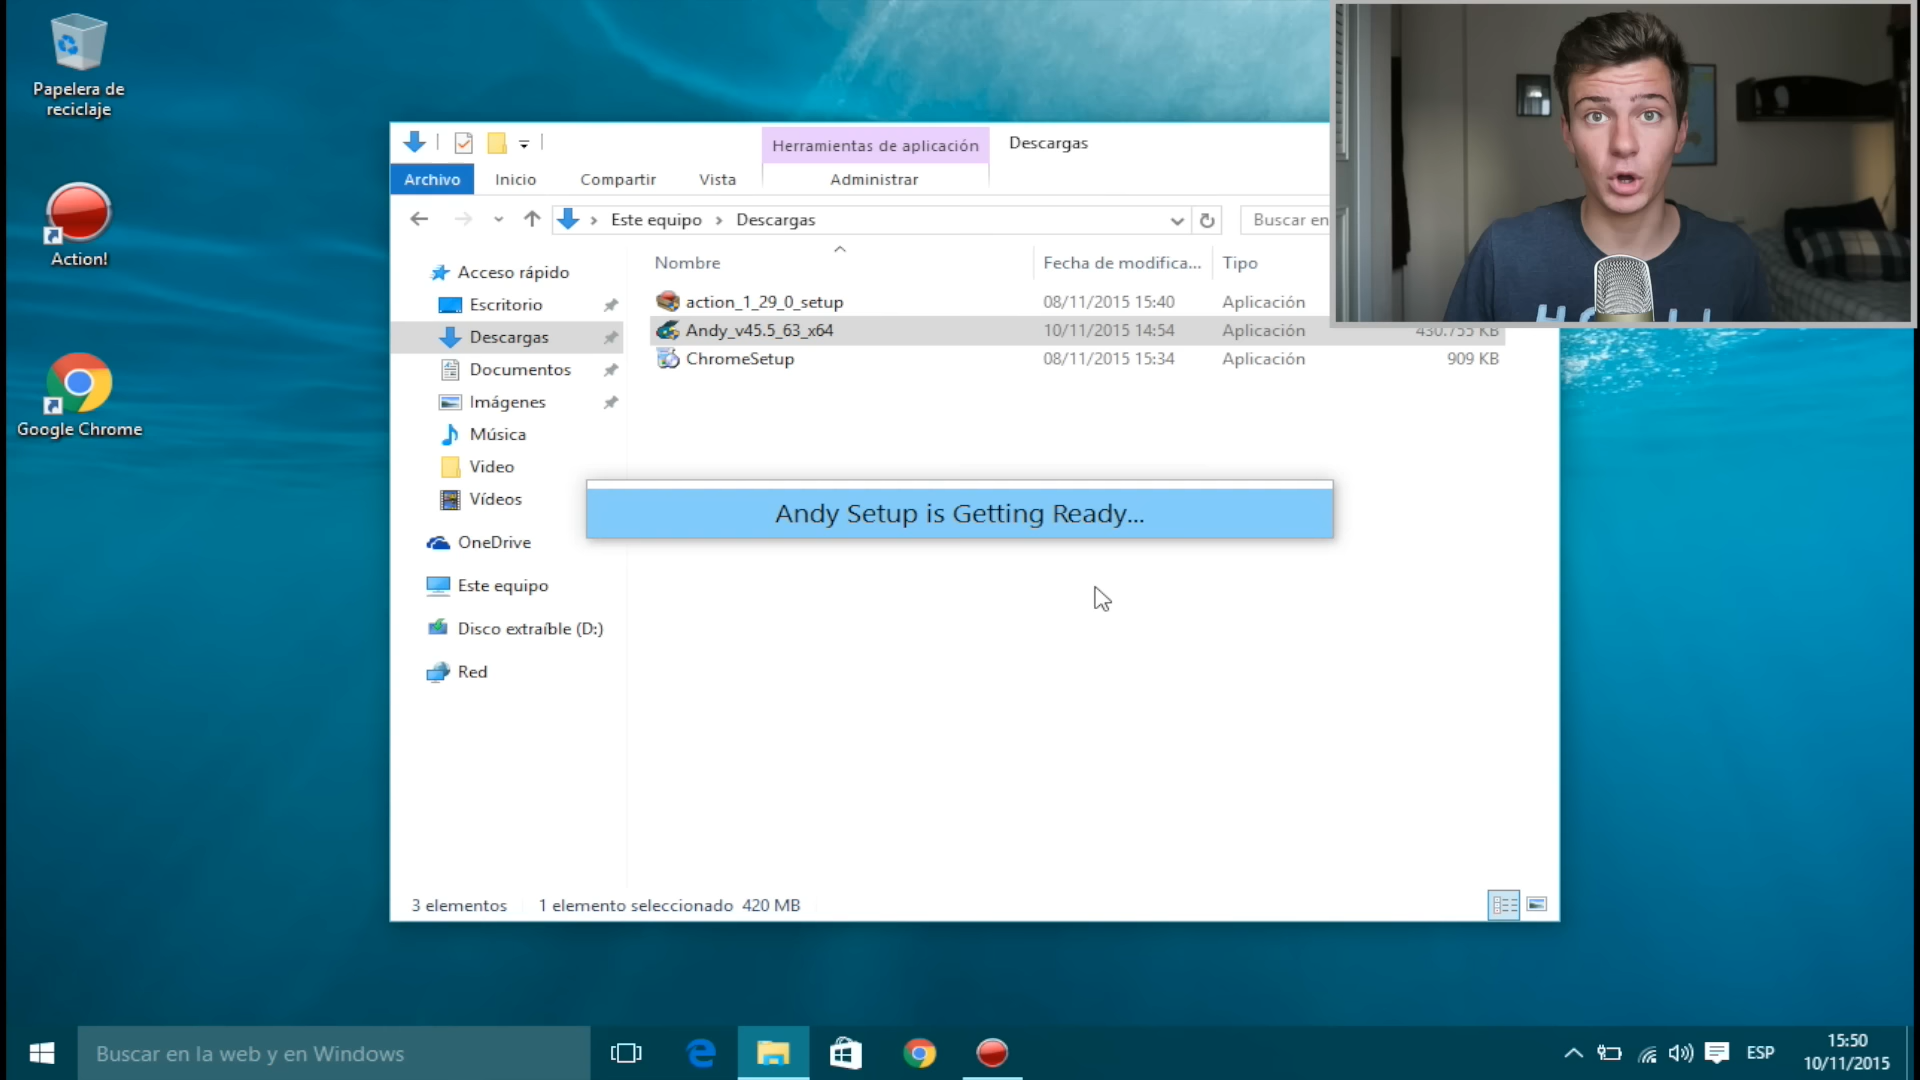 Papelera de
reciclaje
Action!
Google Chrome
Herramientas de aplicación
Descargas
Archivo
Inicio
Compartir
Vista
Administrar
Este equipo
Descargas
Buscar en
Nombre
Fecha de modifica...
Tipo
action_1_29_0_setup
08/11/2015 15:40
Aplicación
Andy_v45.5_63_x64
10/11/2015 14:54
Aplicación
430.755 KB
ChromeSetup
08/11/2015 15:34
Aplicación
909 KB
Acceso rápido
Escritorio
Descargas
Documentos
Imágenes
Música
Video
Vídeos
OneDrive
Este equipo
Disco extraíble (D:)
Red
Andy Setup is Getting Ready...
3 elementos
1 elemento seleccionado 420 MB
Buscar en la web y en Windows
ESP
15:50
10/11/2015